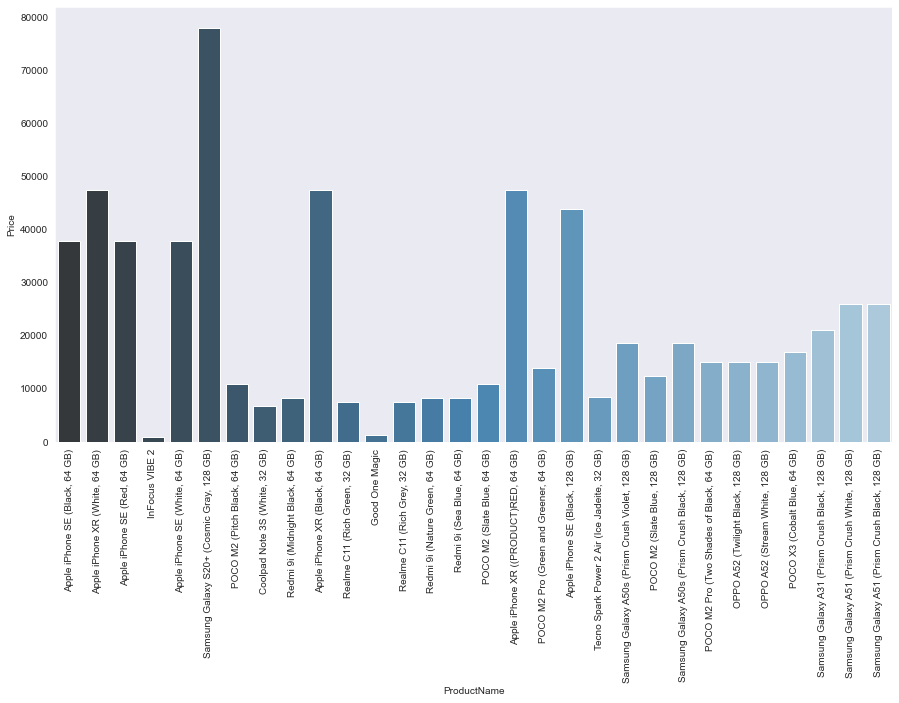 80000
70000
60000
50000
40000
30000
20000
10000
0
Price
Apple iPhone SE (Black, 64 GB)
Apple iPhone XR (White, 64 GB)
Apple iPhone SE (Red, 64 GB)
InFocus VIBE 2
Apple iPhone SE (White, 64 GB)
Samsung Galaxy S20+ (Cosmic Gray, 128 GB)
POCO M2 (Pitch Black, 64 GB)
Coolpad Note 3S (White, 32 GB)
Redmi 9i (Midnight Black, 64 GB)
Apple iPhone XR (Black, 64 GB)
Realme C11 (Rich Green, 32 GB)
Good One Magic
Realme C11 (Rich Grey, 32 GB)
Redmi 9i (Nature Green, 64 GB)
Redmi 9i (Sea Blue, 64 GB)
POCO M2 (Slate Blue, 64 GB)
Apple iPhone XR ((PRODUCT)RED, 64 GB)
POCO M2 Pro (Green and Greener, 64 GB)
Apple iPhone SE (Black, 128 GB)
Tecno Spark Power 2 Air (Ice Jadeite, 32 GB)
Samsung Galaxy A50s (Prism Crush Violet, 128 GB)
POCO M2 (Slate Blue, 128 GB)
Samsung Galaxy A50s (Prism Crush Black, 128 GB)
POCO M2 Pro (Two Shades of Black, 64 GB)
OPPO A52 (Twilight Black, 128 GB)
OPPO A52 (Stream White, 128 GB)
POCO X3 (Cobalt Blue, 64 GB)
Samsung Galaxy A31 (Prism Crush Black, 128 GB)
Samsung Galaxy A51 (Prism Crush White, 128 GB)
Samsung Galaxy A51 (Prism Crush Black, 128 GB)
ProductName